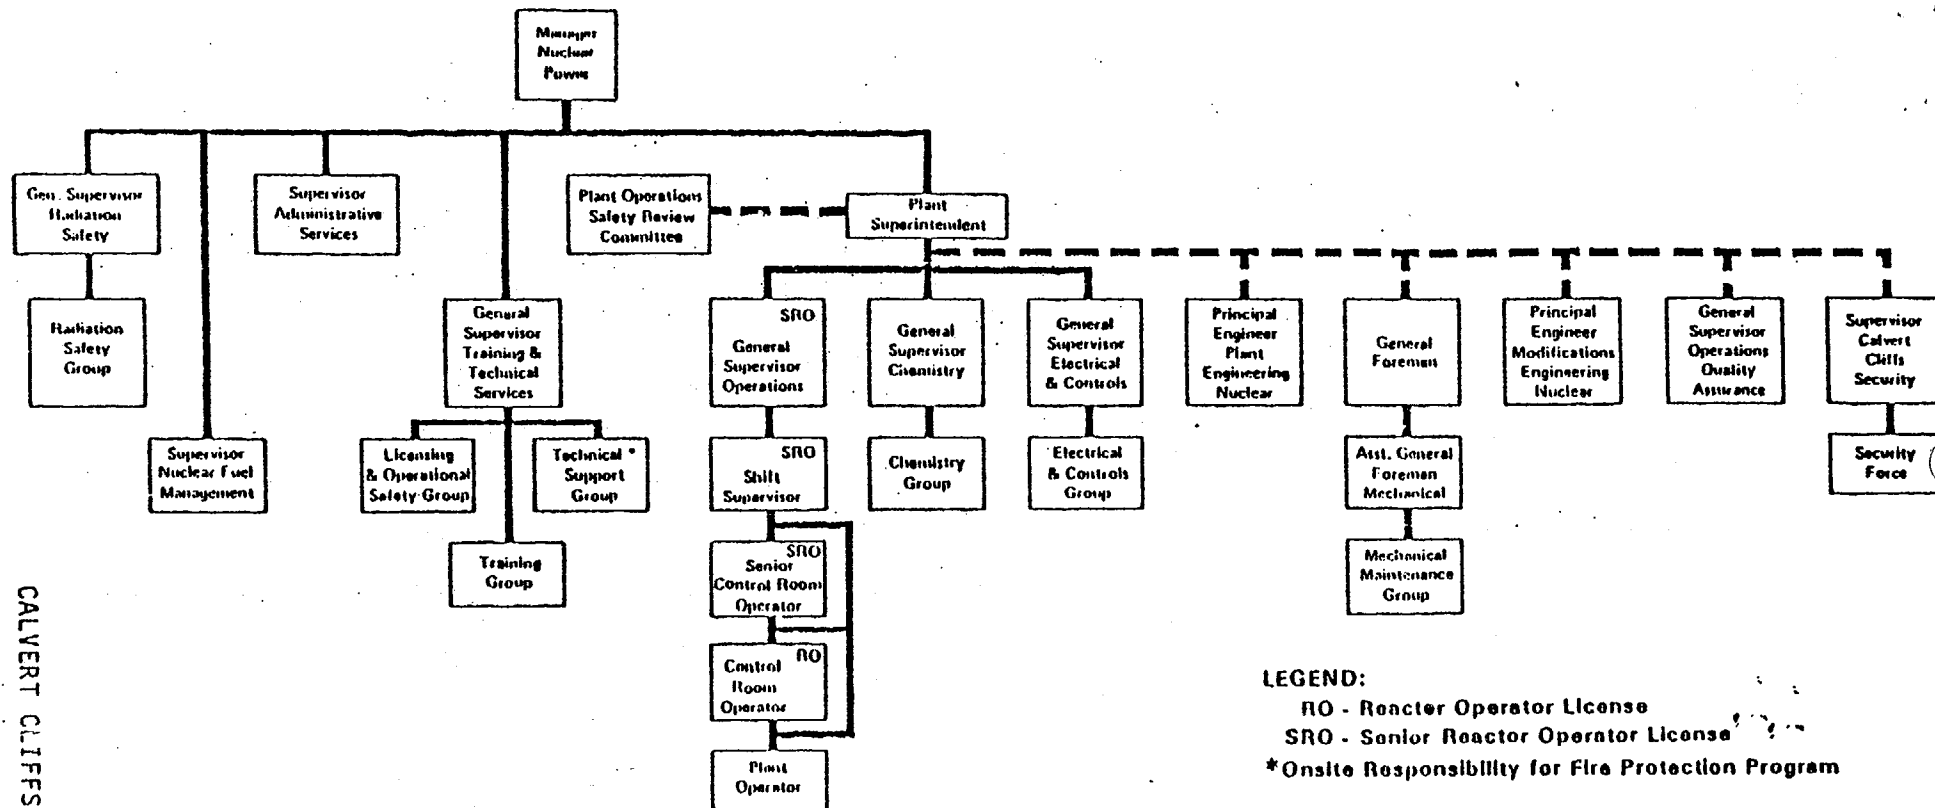 Manager
Nuclear
Power
Gen. Supervisor
Radiation
Safety
Supervisor
Administrative
Services
Plant Operations
Safety Review
Committee
Plant
Superintendent
Radiation
Safety
Group
General
Supervisor
Training &
Technical
Services
SRO
General
Supervisor
Operations
General
Supervisor
Chemistry
General
Supervisor
Electrical
& Controls
Principal
Engineer
Plant
Engineering
Nuclear
General
Foreman
Principal
Engineer
Modifications
Engineering
Nuclear
General
Supervisor
Operations
Quality
Assurance
Supervisor
Calvert
Cliffs
Security
Supervisor
Nuclear Fuel
Management
Licensing
& Operational
Safety Group
Technical *
Support
Group
SRO
Shift
Supervisor
Chemistry
Group
Electrical
& Controls
Group
Asst. General
Foreman
Mechanical
Security
Force
Training
Group
SRO
Senior
Control Room
Operator
Mechanical
Maintenance
Group
RO
Control
Room
Operator
Plant
Operator
LEGEND:
RO - Reactor Operator License
SRO - Senior Reactor Operator License
*Onsite Responsibility for Fire Protection Program
CALVERT CLIFFS